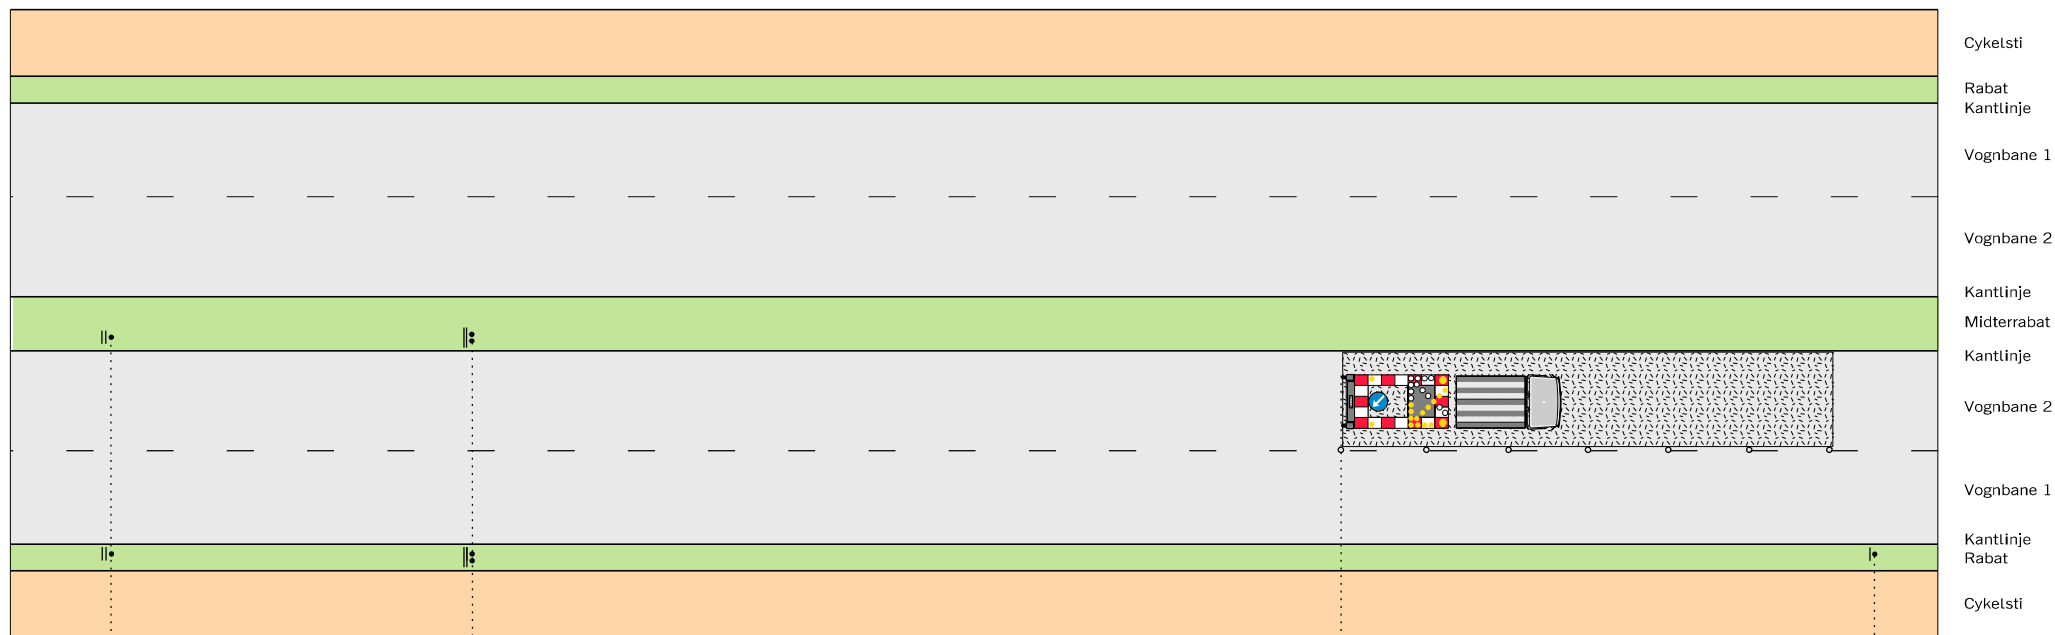 Cykelsti
Rabat
Kantlinje
Vognbane 1
Vognbane 2
Kantlinje
Midterrabat
Kantlinje
Vognbane 2
Vognbane 1
Kantlinje
Rabat
Cykelsti